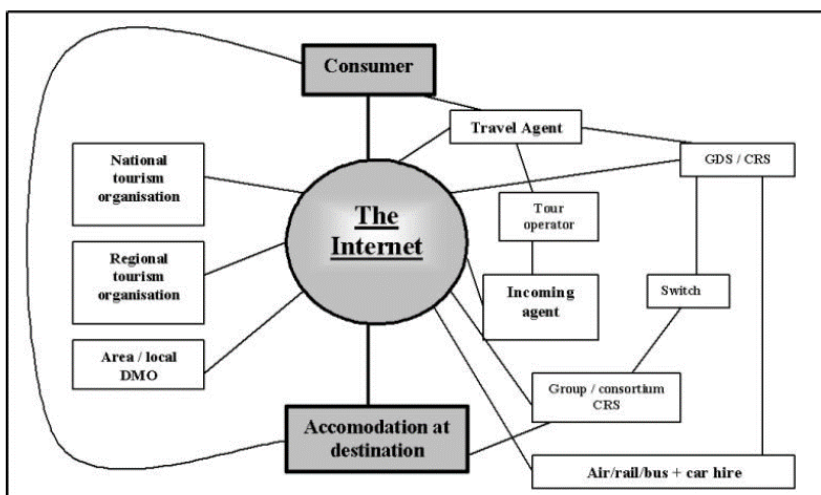 Consumer
Travel Agent
National
tourism
organisation
GDS / CRS
The
Internet
Tour
operator
Regional
tourism
organisation
Incoming
agent
Switch
Area / local
DMO
Group / consortium
CRS
Accomodation at
destination
Air/rail/bus + car hire